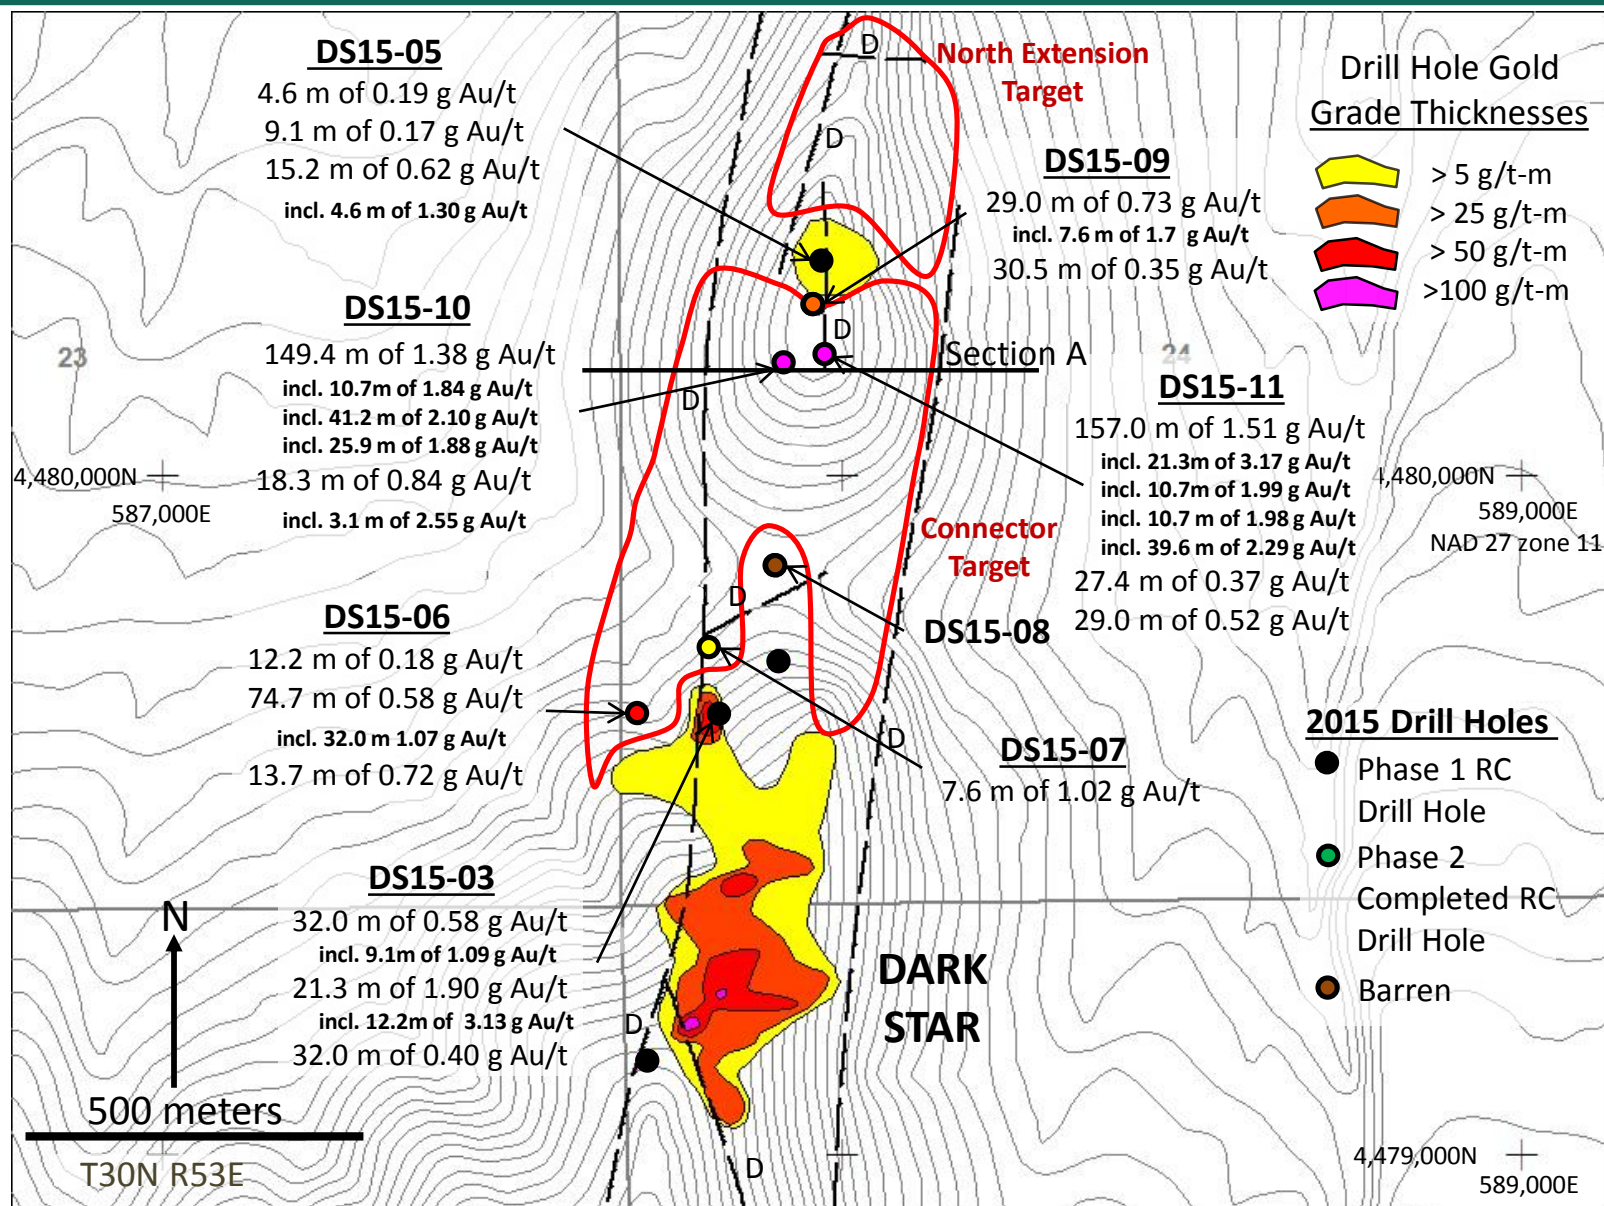 DS15-05
4.6 m of 0.19 g Au/t
9.1 m of 0.17 g Au/t
15.2 m of 0.62 g Au/t
incl. 4.6 m of 1.30 g Au/t
D
North Extension
Target
D
Drill Hole Gold
Grade Thicknesses
> 5 g/t-m
> 25 g/t-m
> 50 g/t-m
>100 g/t-m
DS15-09
29.0 m of 0.73 g Au/t
incl. 7.6 m of 1.7 g Au/t
30.5 m of 0.35 g Au/t
DS15-10
149.4 m of 1.38 g Au/t
incl. 10.7m of 1.84 g Au/t
incl. 41.2 m of 2.10 g Au/t
incl. 25.9 m of 1.88 g Au/t
18.3 m of 0.84 g Au/t
incl. 3.1 m of 2.55 g Au/t
23
D
Section A
24
D
DS15-11
157.0 m of 1.51 g Au/t
incl. 21.3m of 3.17 g Au/t
incl. 10.7m of 1.99 g Au/t
incl. 10.7 m of 1.98 g Au/t
incl. 39.6 m of 2.29 g Au/t
27.4 m of 0.37 g Au/t
29.0 m of 0.52 g Au/t
4,480,000N
587,000E
4,480,000N
589,000E
NAD 27 zone 11
Connector
Target
D
DS15-08
DS15-06
12.2 m of 0.18 g Au/t
74.7 m of 0.58 g Au/t
incl. 32.0 m 1.07 g Au/t
13.7 m of 0.72 g Au/t
D
DS15-07
7.6 m of 1.02 g Au/t
2015 Drill Holes
Phase 1 RC
Drill Hole
Phase 2
Completed RC
Drill Hole
Barren
DS15-03
32.0 m of 0.58 g Au/t
incl. 9.1m of 1.09 g Au/t
21.3 m of 1.90 g Au/t
incl. 12.2m of 3.13 g Au/t
32.0 m of 0.40 g Au/t
DARK
STAR
D
D
N
500 meters
T30N R53E
4,479,000N
589,000E